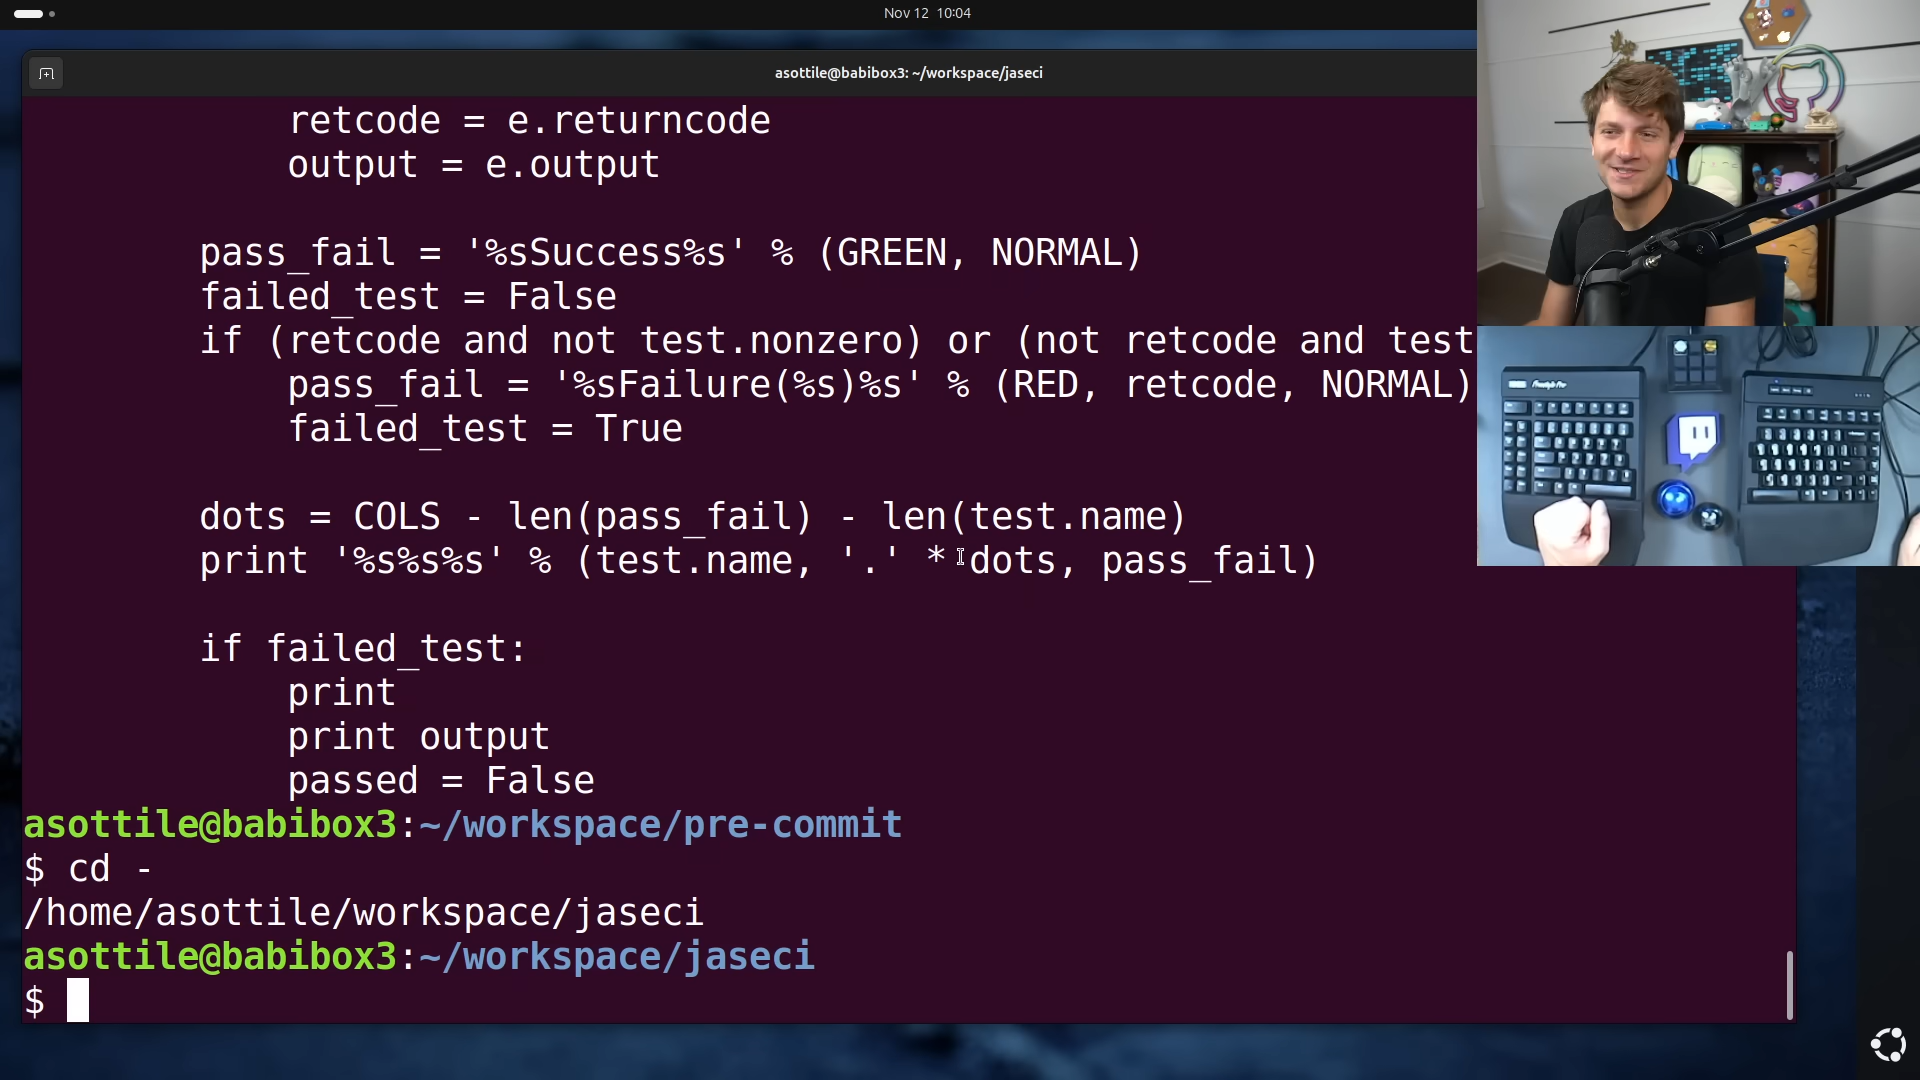 Nov 12 10:04
asottile@babibox3: ~/workspace/jaseci
retcode = e.returncode
output = e.output
pass_fail = '%sSuccess%s' % (GREEN, NORMAL)
failed_test = False
if (retcode and not test.nonzero) or (not retcode and test
pass_fail = '%sFailure(%s)%s' % (RED, retcode, NORMAL)
failed_test = True
dots = COLS - len(pass_fail) - len(test.name)
print '%s%s%s' % (test.name, '.' * dots, pass_fail)
if failed_test:
print
print output
passed = False
asottile@babibox3:~/workspace/pre-commit
$ cd -
/home/asottile/workspace/jaseci
asottile@babibox3:~/workspace/jaseci
$